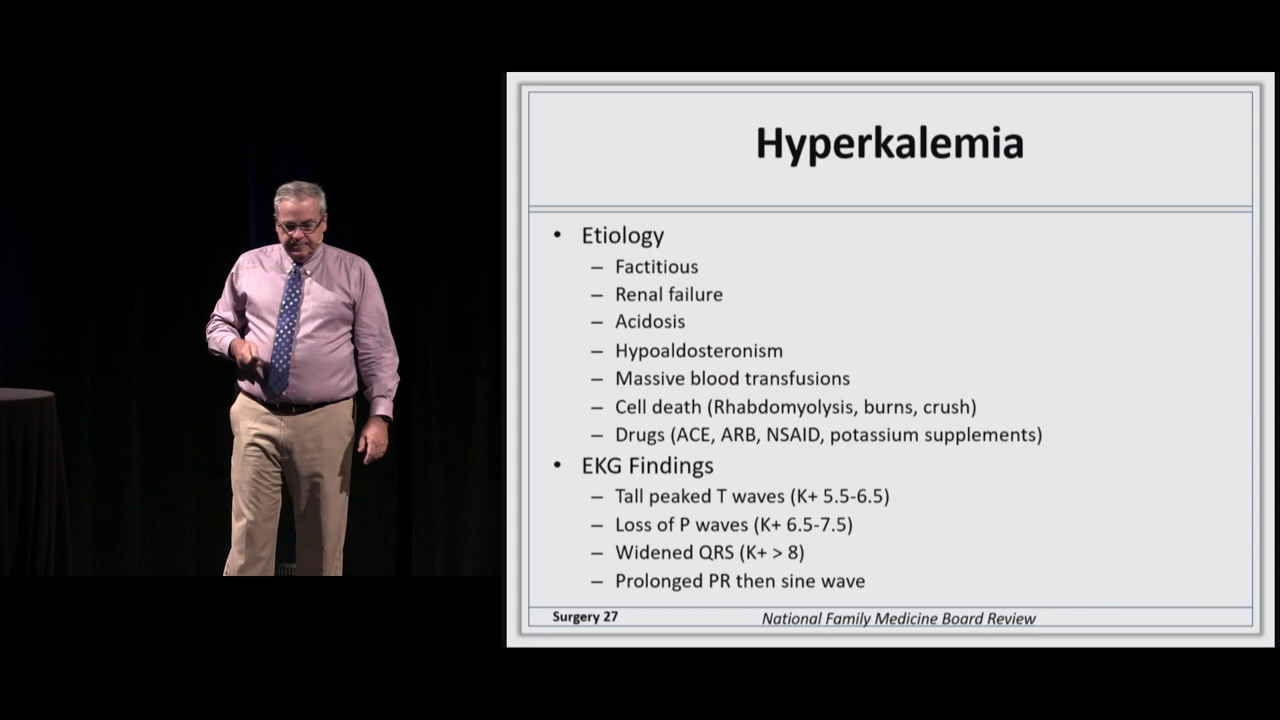 Hyperkalemia
• Etiology
– Factitious
– Renal failure
– Acidosis
– Hypoaldosteronism
– Massive blood transfusions
– Cell death (Rhabdomyolysis, burns, crush)
– Drugs (ACE, ARB, NSAID, potassium supplements)
• EKG Findings
– Tall peaked T waves (K+ 5.5-6.5)
– Loss of P waves (K+ 6.5-7.5)
– Widened QRS (K+ > 8)
– Prolonged PR then sine wave
Surgery 27 National Family Medicine Board Review